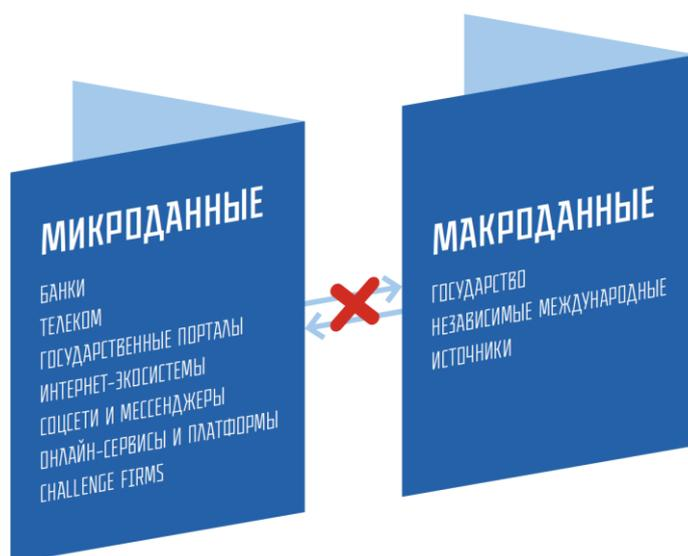 МИКРОДАННЫЕ
БАНКИ
ТЕЛЕКОМ
ГОСУДАРСТВЕННЫЕ ПОРТАЛЫ
ИНТЕРНЕТ-ЭКОСИСТЕМЫ
СОЦСЕТИ И МЕССЕНДЖЕРЫ
ОНЛАЙН-СЕРВИСЫ И ПЛАТФОРМЫ
CHALLENGE FIRMS
МАКРОДАННЫЕ
ГОСУДАРСТВО
НЕЗАВИСИМЫЕ МЕЖДУНАРОДНЫЕ
ИСТОЧНИКИ